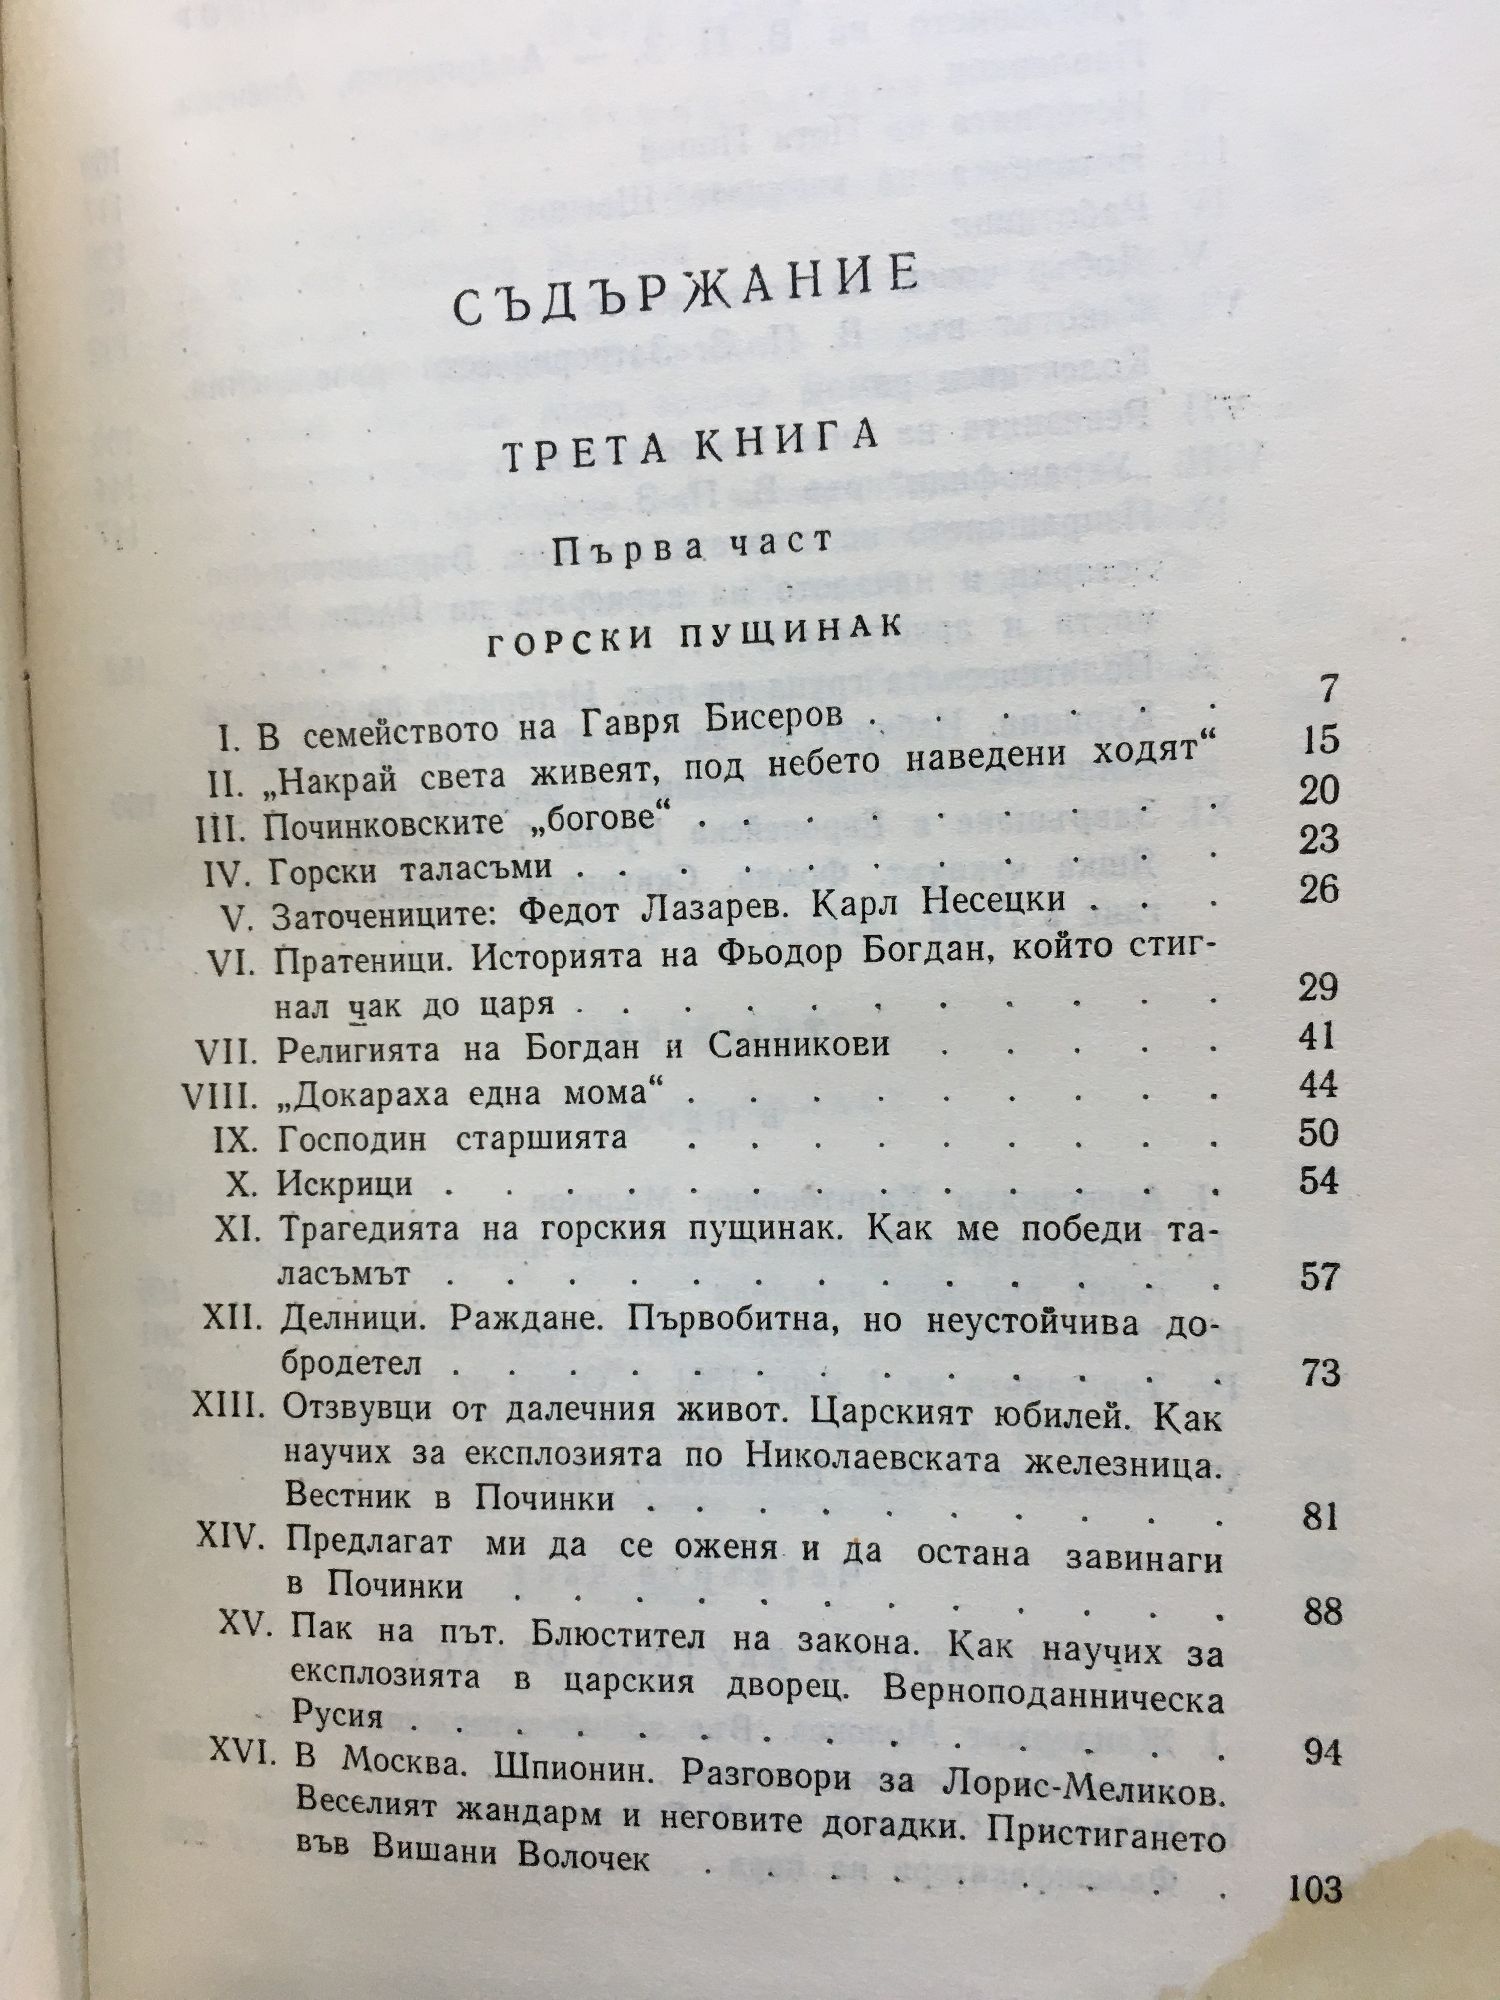 СЪДЪРЖАНИЕ
ТРЕТА КНИГА
Първа част
ГОРСКИ ПУЩИНАК
I. В семейството на Гавря Бисеров . . . . . . 7
II. „Накрай света живеят, под небето наведени ходят“ 15
III. Починковските „богове“ . . . . . . . . . 20
IV. Горски таласъми . . . . . . . . . . 23
V. Заточениците: Федот Лазарев. Карл Несецки . . . 26
VI. Пратеници. Историята на Фьодор Богдан, който стиг-
нал чак до царя . . . . . . . . . . 29
VII. Религията на Богдан и Санникови . . . . . 41
VIII. „Докараха една мома“ . . . . . . . . . 44
IX. Господин старшията . . . . . . . . . 50
X. Искрици . . . . . . . . . . . . . 54
XI. Трагедията на горския пущинак. Как ме победи та-
ласъмът . . . . . . . . . . . . . 57
XII. Делници. Раждане. Първобитна, но неустойчива до-
бродетел . . . . . . . . . . . . . 73
XIII. Отзвувци от далечния живот. Царският юбилей. Как
научих за експлозията по Николаевската железница.
Вестник в Починки . . . . . . . . . . 81
XIV. Предлагат ми да се оженя и да остана завинаги
в Починки . . . . . . . . . . . . 88
XV. Пак на път. Блюстител на закона. Как научих за
експлозията в царския дворец. Верноподанническа
Русия . . . . . . . . . . . . . . 94
XVI. В Москва. Шпионин. Разговори за Лорис-Меликов.
Веселият жандарм и неговите догадки. Пристигането
във Вишани Волочек . . . . . . . . . 103